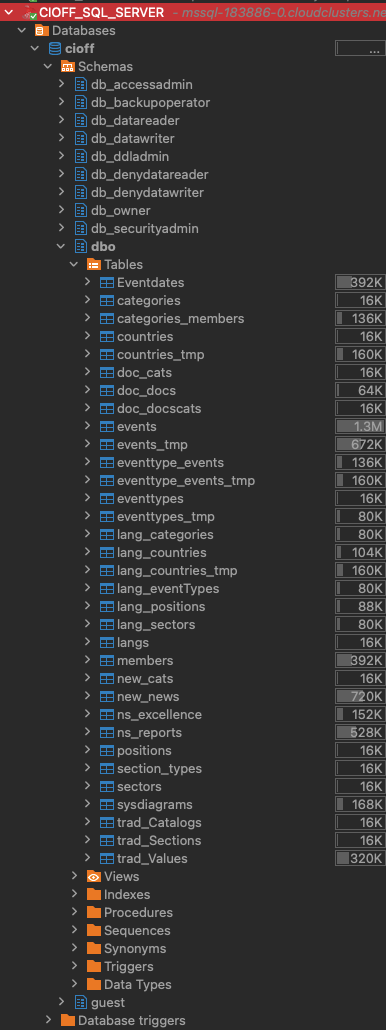 CIOFF_SQL_SERVER - mssql-183886-0.cloudclusters.ne
Databases
cioff ...
Schemas
db_accessadmin
db_backupoperator
db_datareader
db_datawriter
db_ddladmin
db_denydatareader
db_denydatawriter
db_owner
db_securityadmin
dbo
Tables
Eventdates 392K
categories 16K
categories_members 136K
countries 16K
countries_tmp 160K
doc_cats 16K
doc_docs 64K
doc_docscats 16K
events 1.3M
events_tmp 672K
eventtype_events 136K
eventtype_events_tmp 160K
eventtypes 16K
eventtypes_tmp 80K
lang_categories 80K
lang_countries 104K
lang_countries_tmp 160K
lang_eventTypes 80K
lang_positions 88K
lang_sectors 80K
langs 16K
members 392K
new_cats 16K
new_news 720K
ns_excellence 152K
ns_reports 528K
positions 16K
section_types 16K
sectors 16K
sysdiagrams 168K
trad_Catalogs 16K
trad_Sections 16K
trad_Values 320K
Views
Indexes
Procedures
Sequences
Synonyms
Triggers
Data Types
guest
Database triggers